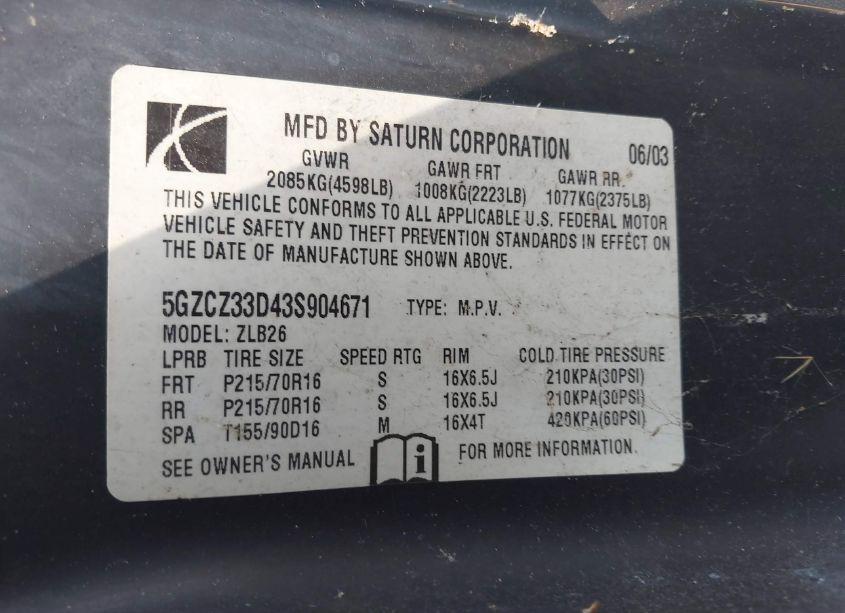 MFD BY SATURN CORPORATION 06/03
GVWR GAWR FRT GAWR RR.
2085KG(4598LB) 1008KG(2223LB) 1077KG(2375LB)
THIS VEHICLE CONFORMS TO ALL APPLICABLE U.S. FEDERAL MOTOR
VEHICLE SAFETY AND THEFT PREVENTION STANDARDS IN EFFECT ON
THE DATE OF MANUFACTURE SHOWN ABOVE.
5GZCZ33D43S904671 TYPE: M.P.V.
MODEL: ZLB26
LPRB TIRE SIZE SPEED RTG RIM COLD TIRE PRESSURE
FRT P215/70R16 S 16X6.5J 210KPA(30PSI)
RR P215/70R16 S 16X6.5J 210KPA(30PSI)
SPA T155/90D16 M 16X4T 420KPA(60PSI)
SEE OWNER'S MANUAL i FOR MORE INFORMATION.